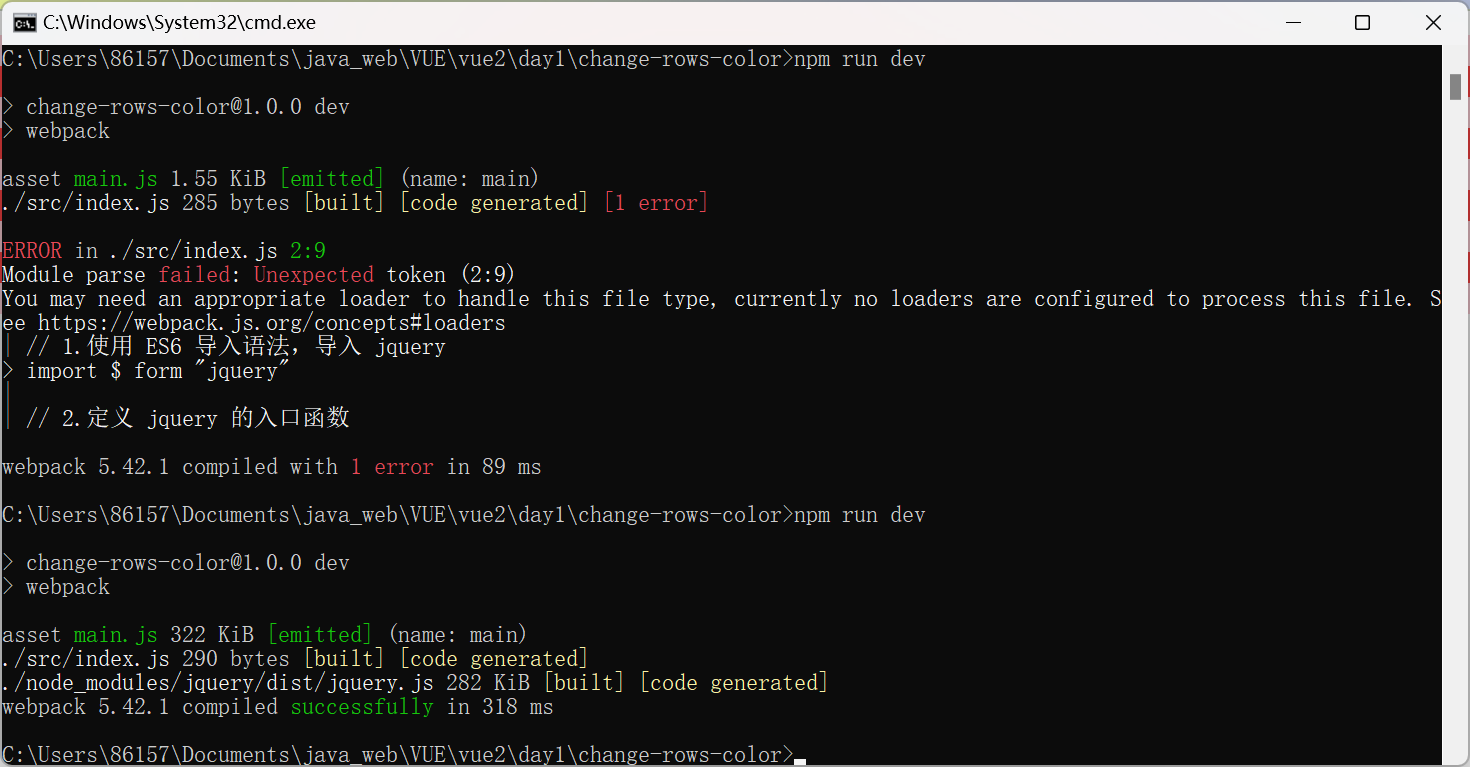 C:\Windows\System32\cmd.exe
C:\Users\86157\Documents\java_web\VUE\vue2\day1\change-rows-color>npm run dev
> change-rows-color@1.0.0 dev
> webpack
asset main.js 1.55 KiB [emitted] (name: main)
./src/index.js 285 bytes [built] [code generated] [1 error]
ERROR in ./src/index.js 2:9
Module parse failed: Unexpected token (2:9)
You may need an appropriate loader to handle this file type, currently no loaders are configured to process this file. S
ee https://webpack.js.org/concepts#loaders
| // 1.使用 ES6 导入语法，导入 jquery
> import $ form "jquery"
|
| // 2.定义 jquery 的入口函数
webpack 5.42.1 compiled with 1 error in 89 ms
C:\Users\86157\Documents\java_web\VUE\vue2\day1\change-rows-color>npm run dev
> change-rows-color@1.0.0 dev
> webpack
asset main.js 322 KiB [emitted] (name: main)
./src/index.js 290 bytes [built] [code generated]
./node_modules/jquery/dist/jquery.js 282 KiB [built] [code generated]
webpack 5.42.1 compiled successfully in 318 ms
C:\Users\86157\Documents\java_web\VUE\vue2\day1\change-rows-color>